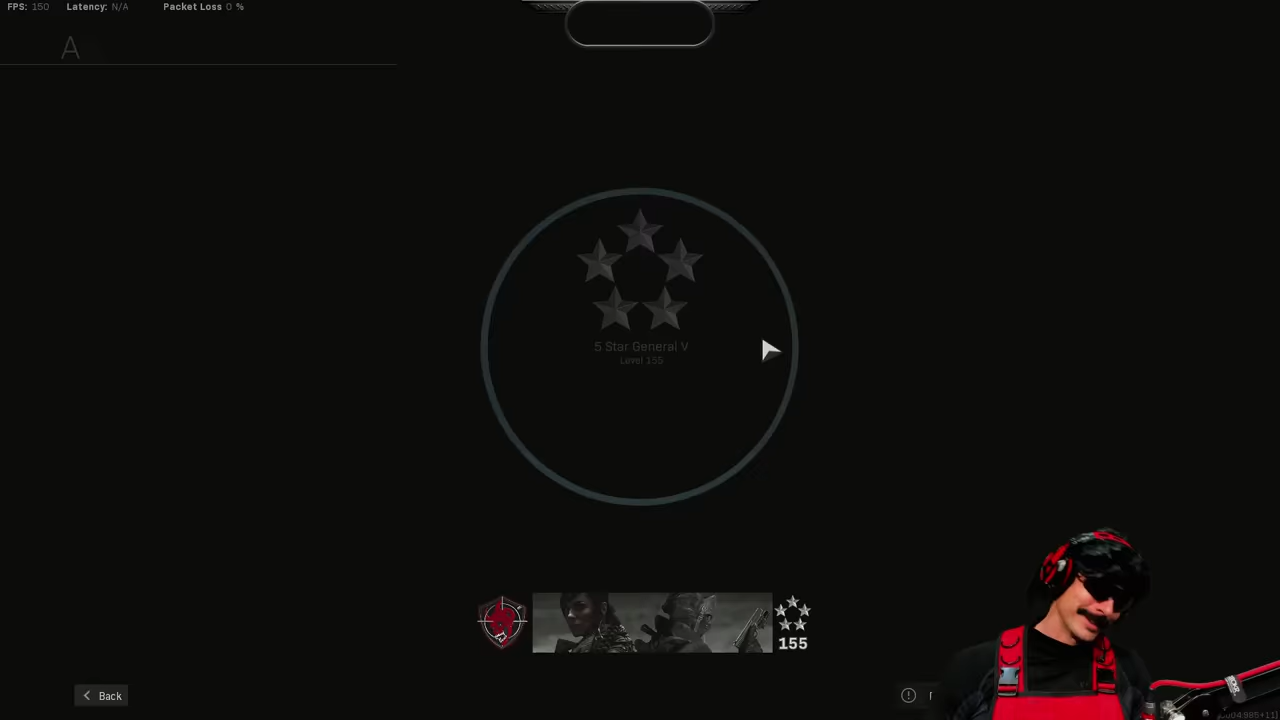 FPS: 150 Latency: N/A Packet Loss 0 %
A
5 Star General V
Level 155
155
Back